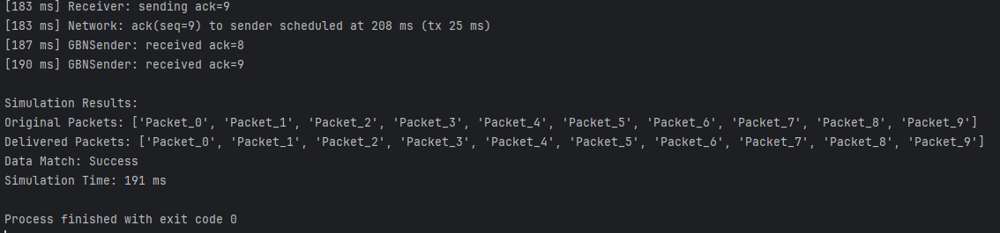 [183 ms] Receiver: sending ack=9
[183 ms] Network: ack(seq=9) to sender scheduled at 208 ms (tx 25 ms)
[187 ms] GBNSender: received ack=8
[190 ms] GBNSender: received ack=9
Simulation Results:
Original Packets: ['Packet_0', 'Packet_1', 'Packet_2', 'Packet_3', 'Packet_4', 'Packet_5', 'Packet_6', 'Packet_7', 'Packet_8', 'Packet_9']
Delivered Packets: ['Packet_0', 'Packet_1', 'Packet_2', 'Packet_3', 'Packet_4', 'Packet_5', 'Packet_6', 'Packet_7', 'Packet_8', 'Packet_9']
Data Match: Success
Simulation Time: 191 ms
Process finished with exit code 0